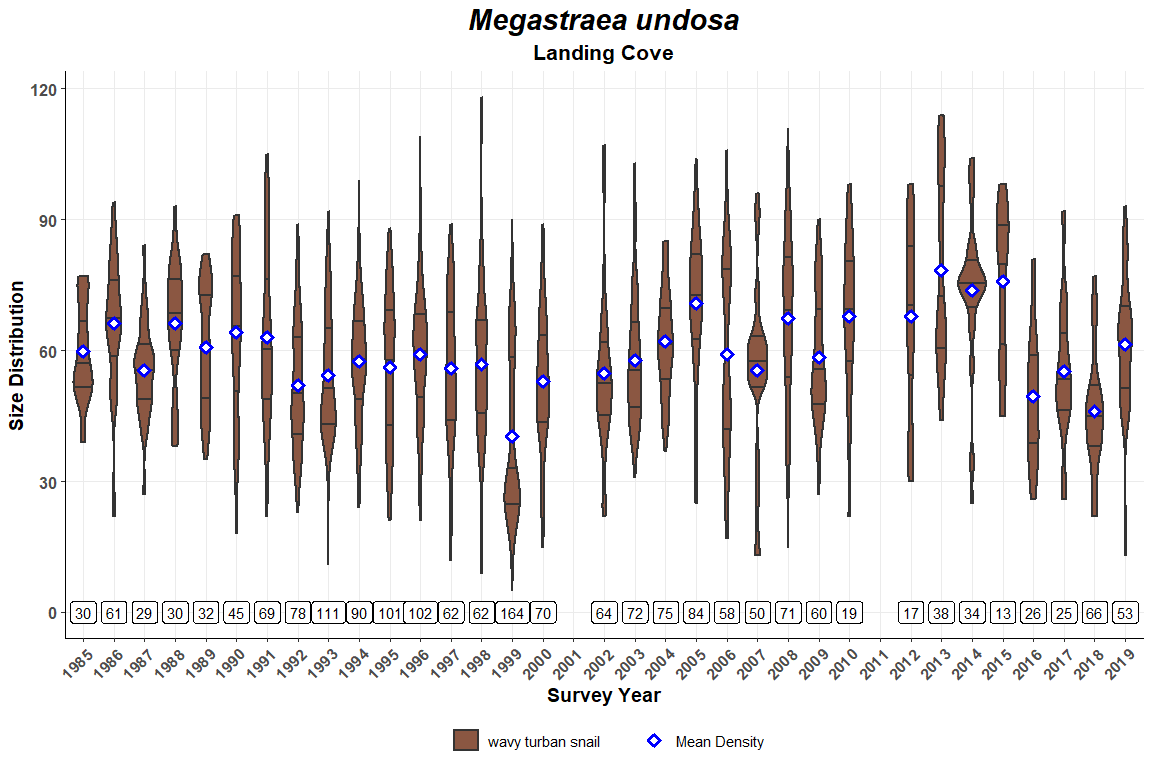 Megastraea undosa
Landing Cove
Size Distribution
120
90
60
30
0
30 61 29 30 32 45 69 78 111 90 101 102 62 62 164 70 64 72 75 84 58 50 71 60 19 17 38 34 13 26 25 66 53
1985 1986 1987 1988 1989 1990 1991 1992 1993 1994 1995 1996 1997 1998 1999 2000 2001 2002 2003 2004 2005 2006 2007 2008 2009 2010 2011 2012 2013 2014 2015 2016 2017 2018 2019
Survey Year
wavy turban snail Mean Density